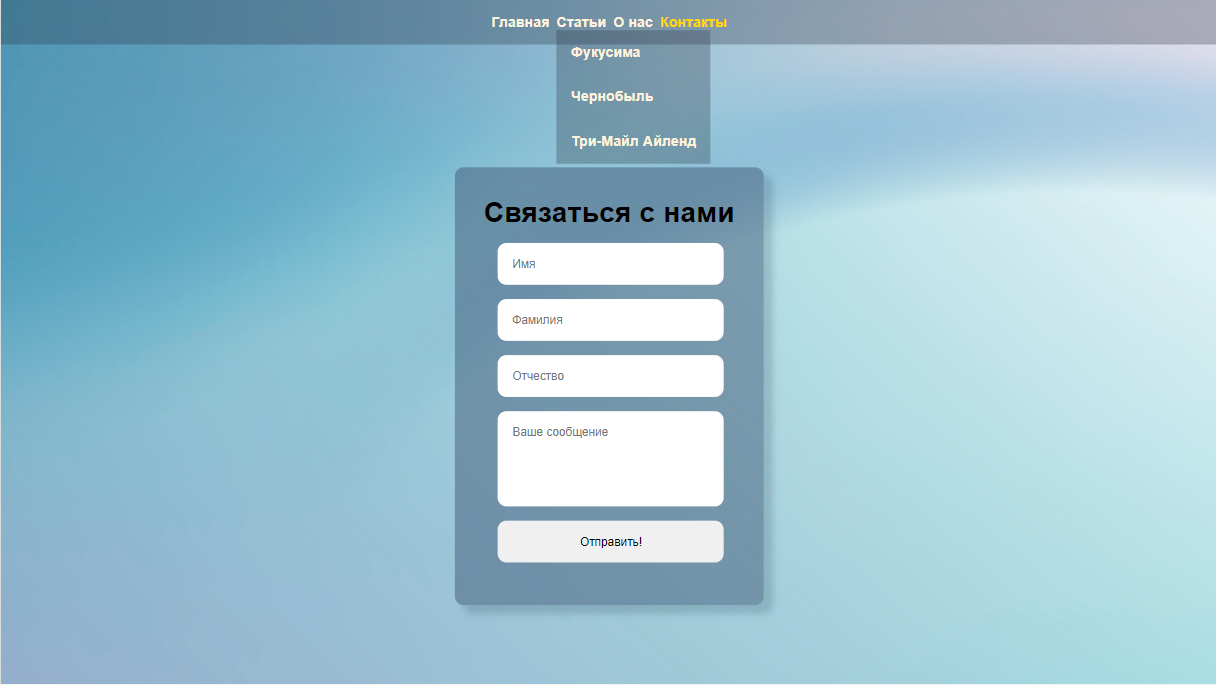 Главная Статьи О нас Контакты
Фукусима
Чернобыль
Три-Майл Айленд
Связаться с нами
Имя
Фамилия
Отчество
Ваше сообщение
Отправить!